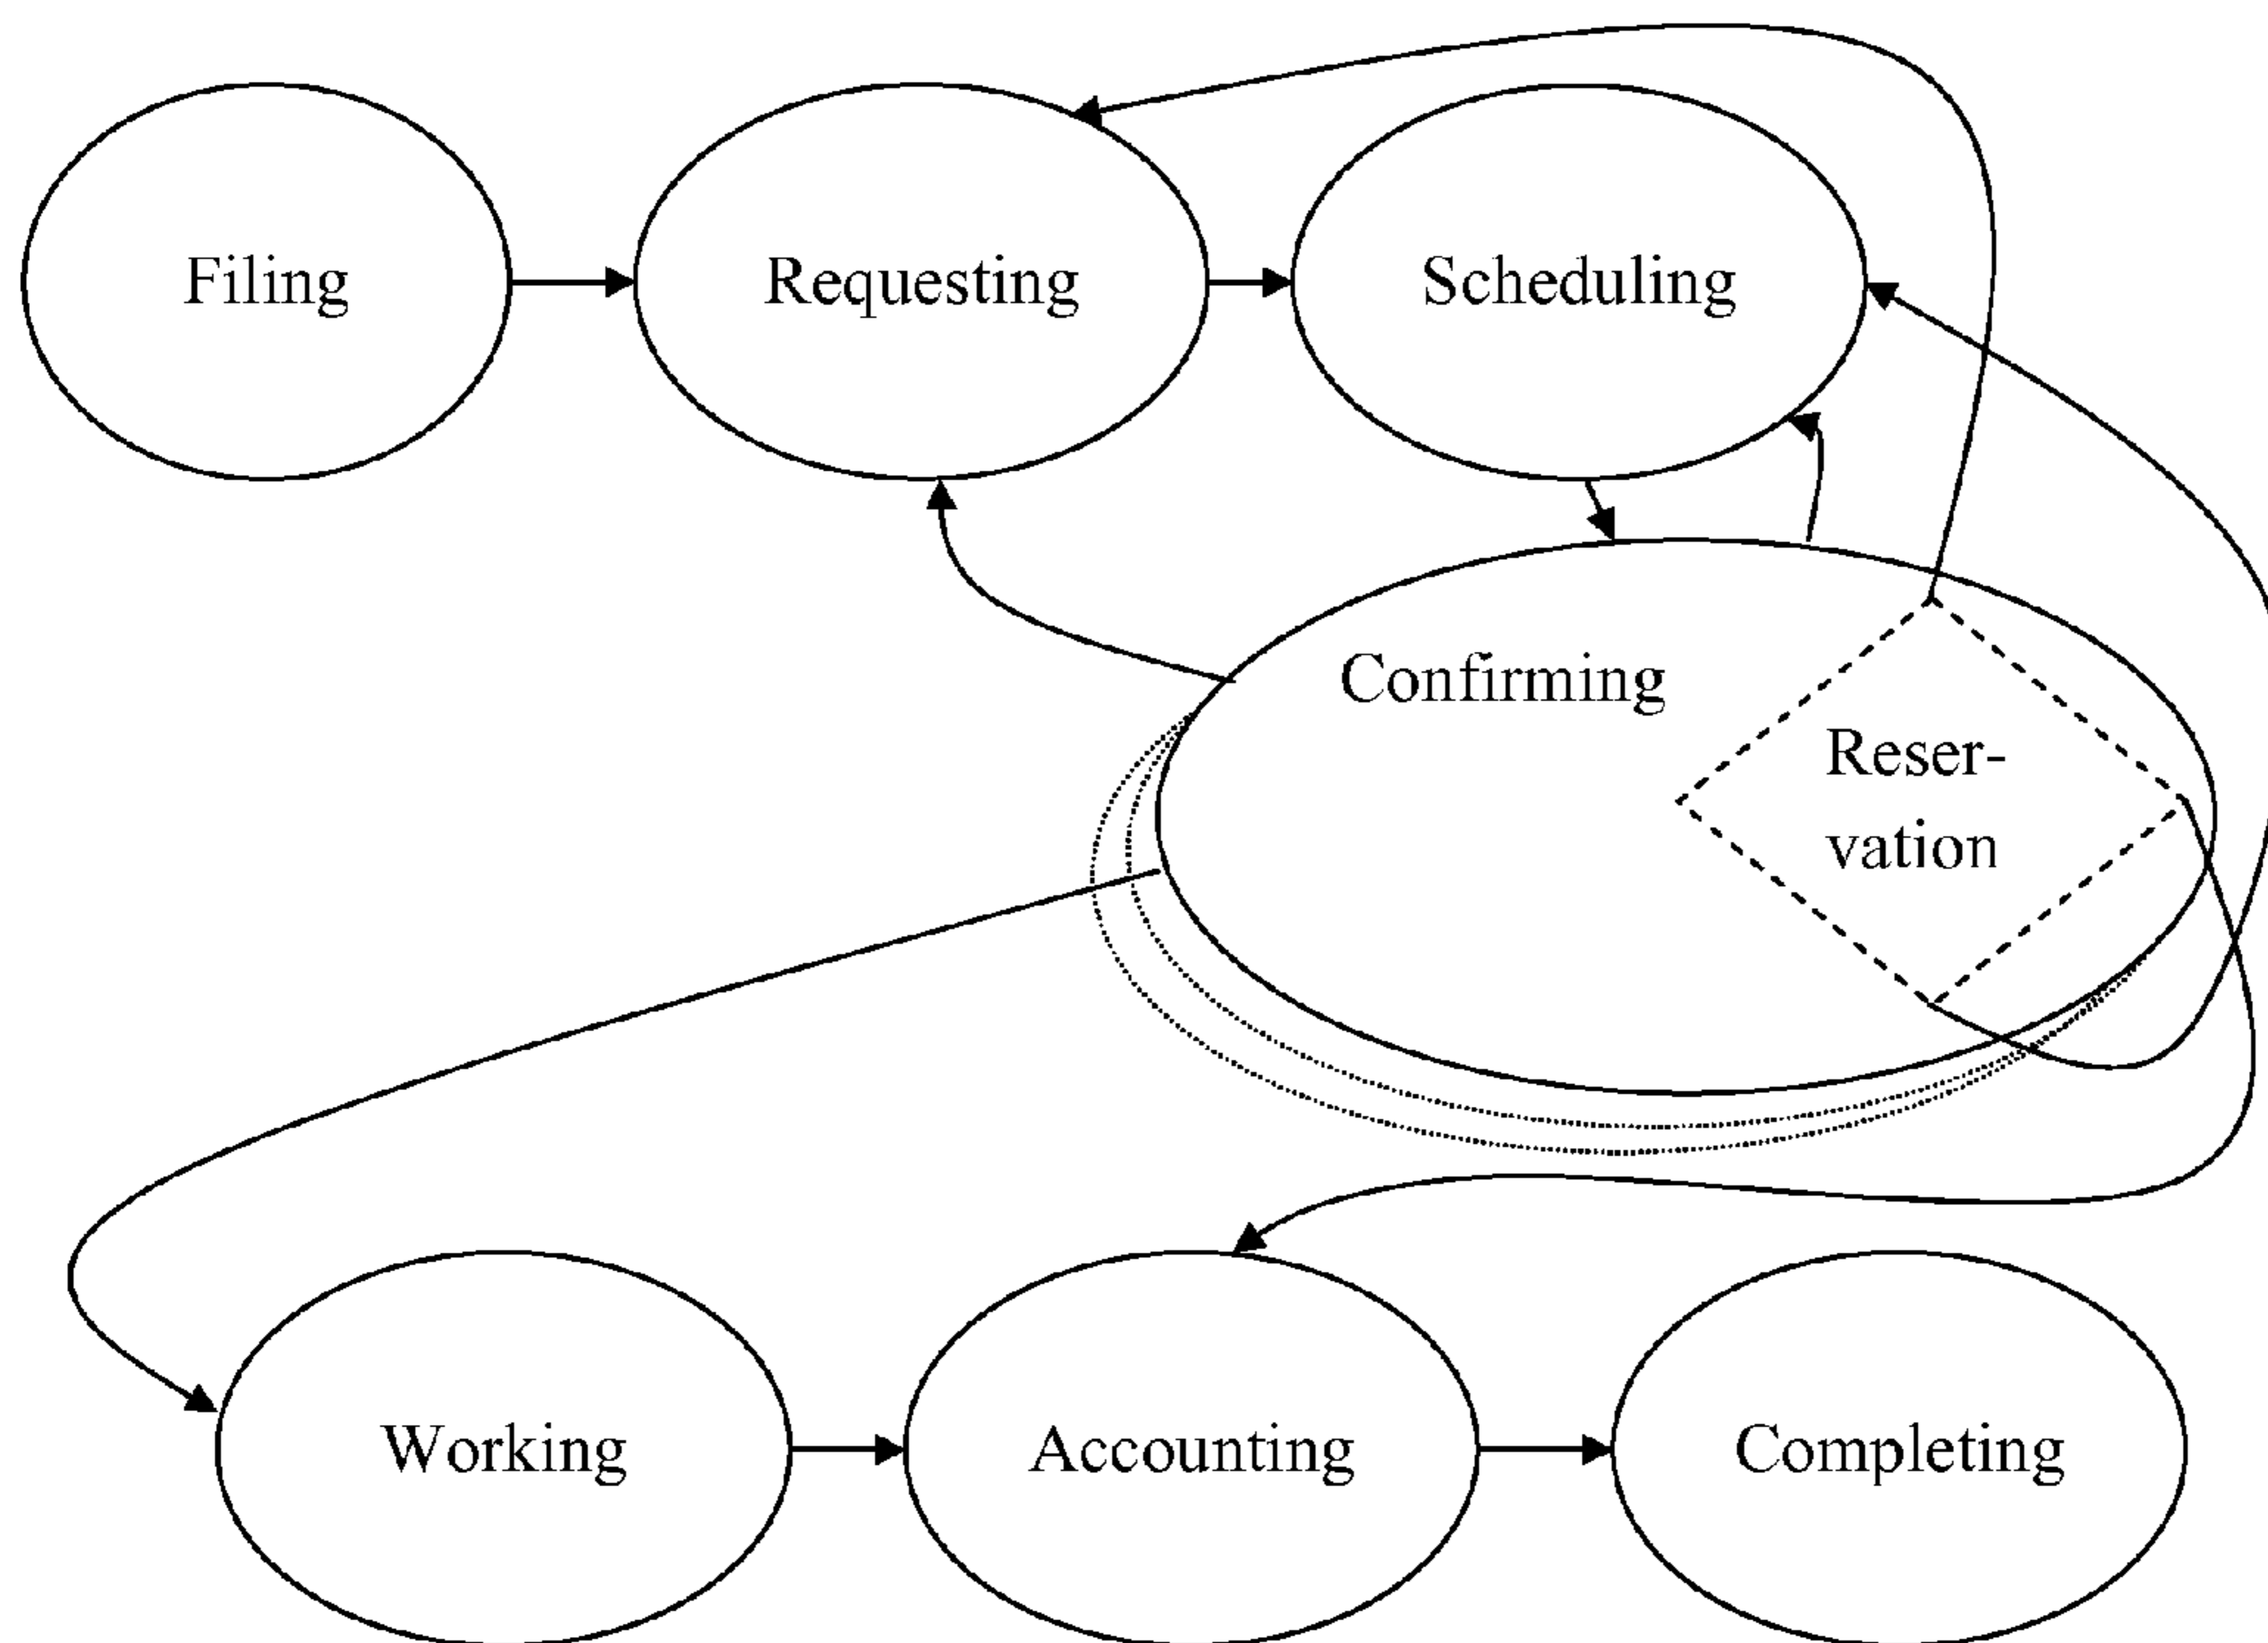 Filing
Requesting
Scheduling
Confirming
Reser-
vation
Working
Accounting
Completing